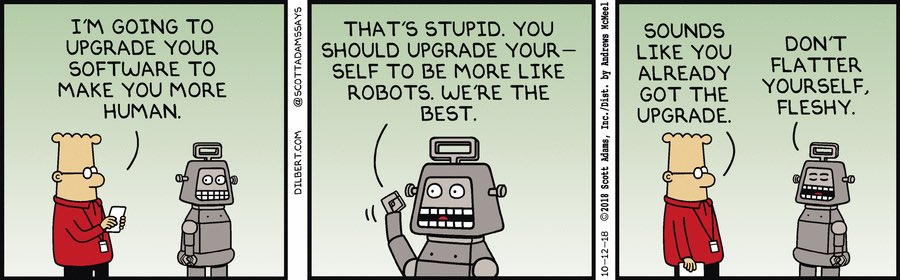 I'M GOING TO
UPGRADE YOUR
SOFTWARE TO
MAKE YOU MORE
HUMAN.
DILBERT.COM @SCOTTADAMSSAYS
THAT'S STUPID. YOU
SHOULD UPGRADE YOUR—
SELF TO BE MORE LIKE
ROBOTS. WE'RE THE
BEST.
10-12-18 ©2018 Scott Adams, Inc./Dist. by Andrews McMeel
SOUNDS
LIKE YOU
ALREADY
GOT THE
UPGRADE.
DON'T
FLATTER
YOURSELF,
FLESHY.